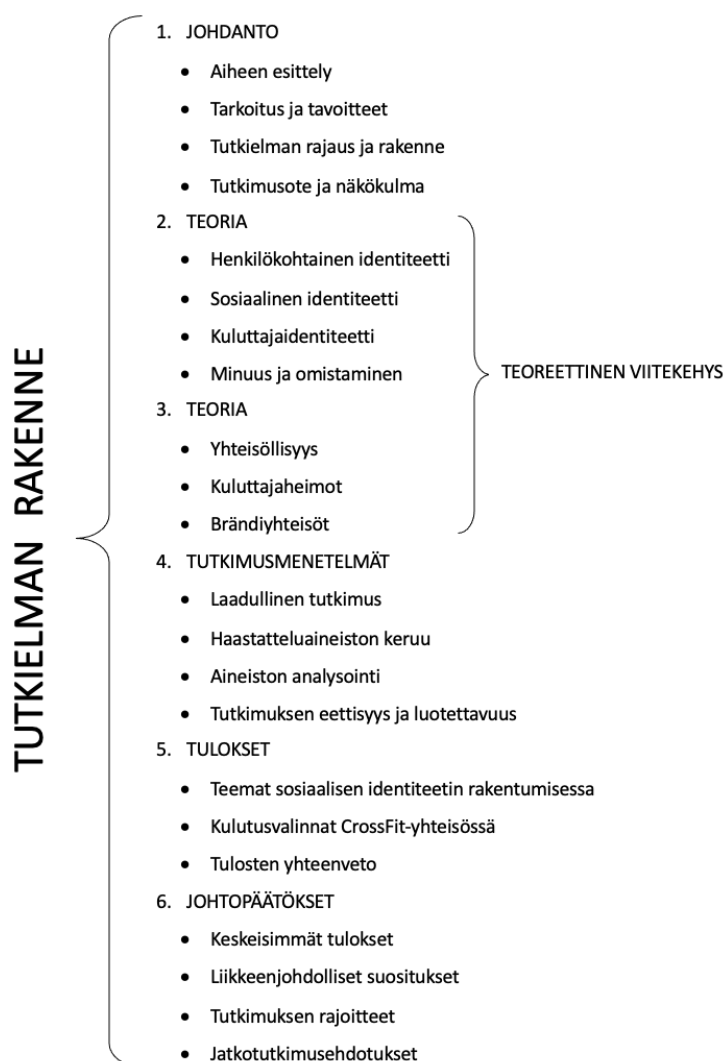 TUTKIELMAN RAKENNE
1. JOHDANTO
• Aiheen esittely
• Tarkoitus ja tavoitteet
• Tutkielman rajaus ja rakenne
• Tutkimusote ja näkökulma
2. TEORIA
• Henkilökohtainen identiteetti
• Sosiaalinen identiteetti
• Kuluttajaidentiteetti
• Minuus ja omistaminen
TEOREETTINEN VIITEKEHYS
3. TEORIA
• Yhteisöllisyys
• Kuluttajaheimot
• Brändiyhteisöt
4. TUTKIMUSMENETELMÄT
• Laadullinen tutkimus
• Haastatteluaineiston keruu
• Aineiston analysointi
• Tutkimuksen eettisyys ja luotettavuus
5. TULOKSET
• Teemat sosiaalisen identiteetin rakentumisessa
• Kulutusvalinnat CrossFit-yhteisössä
• Tulosten yhteenveto
6. JOHTOPÄÄTÖKSET
• Keskeisimmät tulokset
• Liikkeenjohdolliset suositukset
• Tutkimuksen rajoitteet
• Jatkotutkimusehdotukset